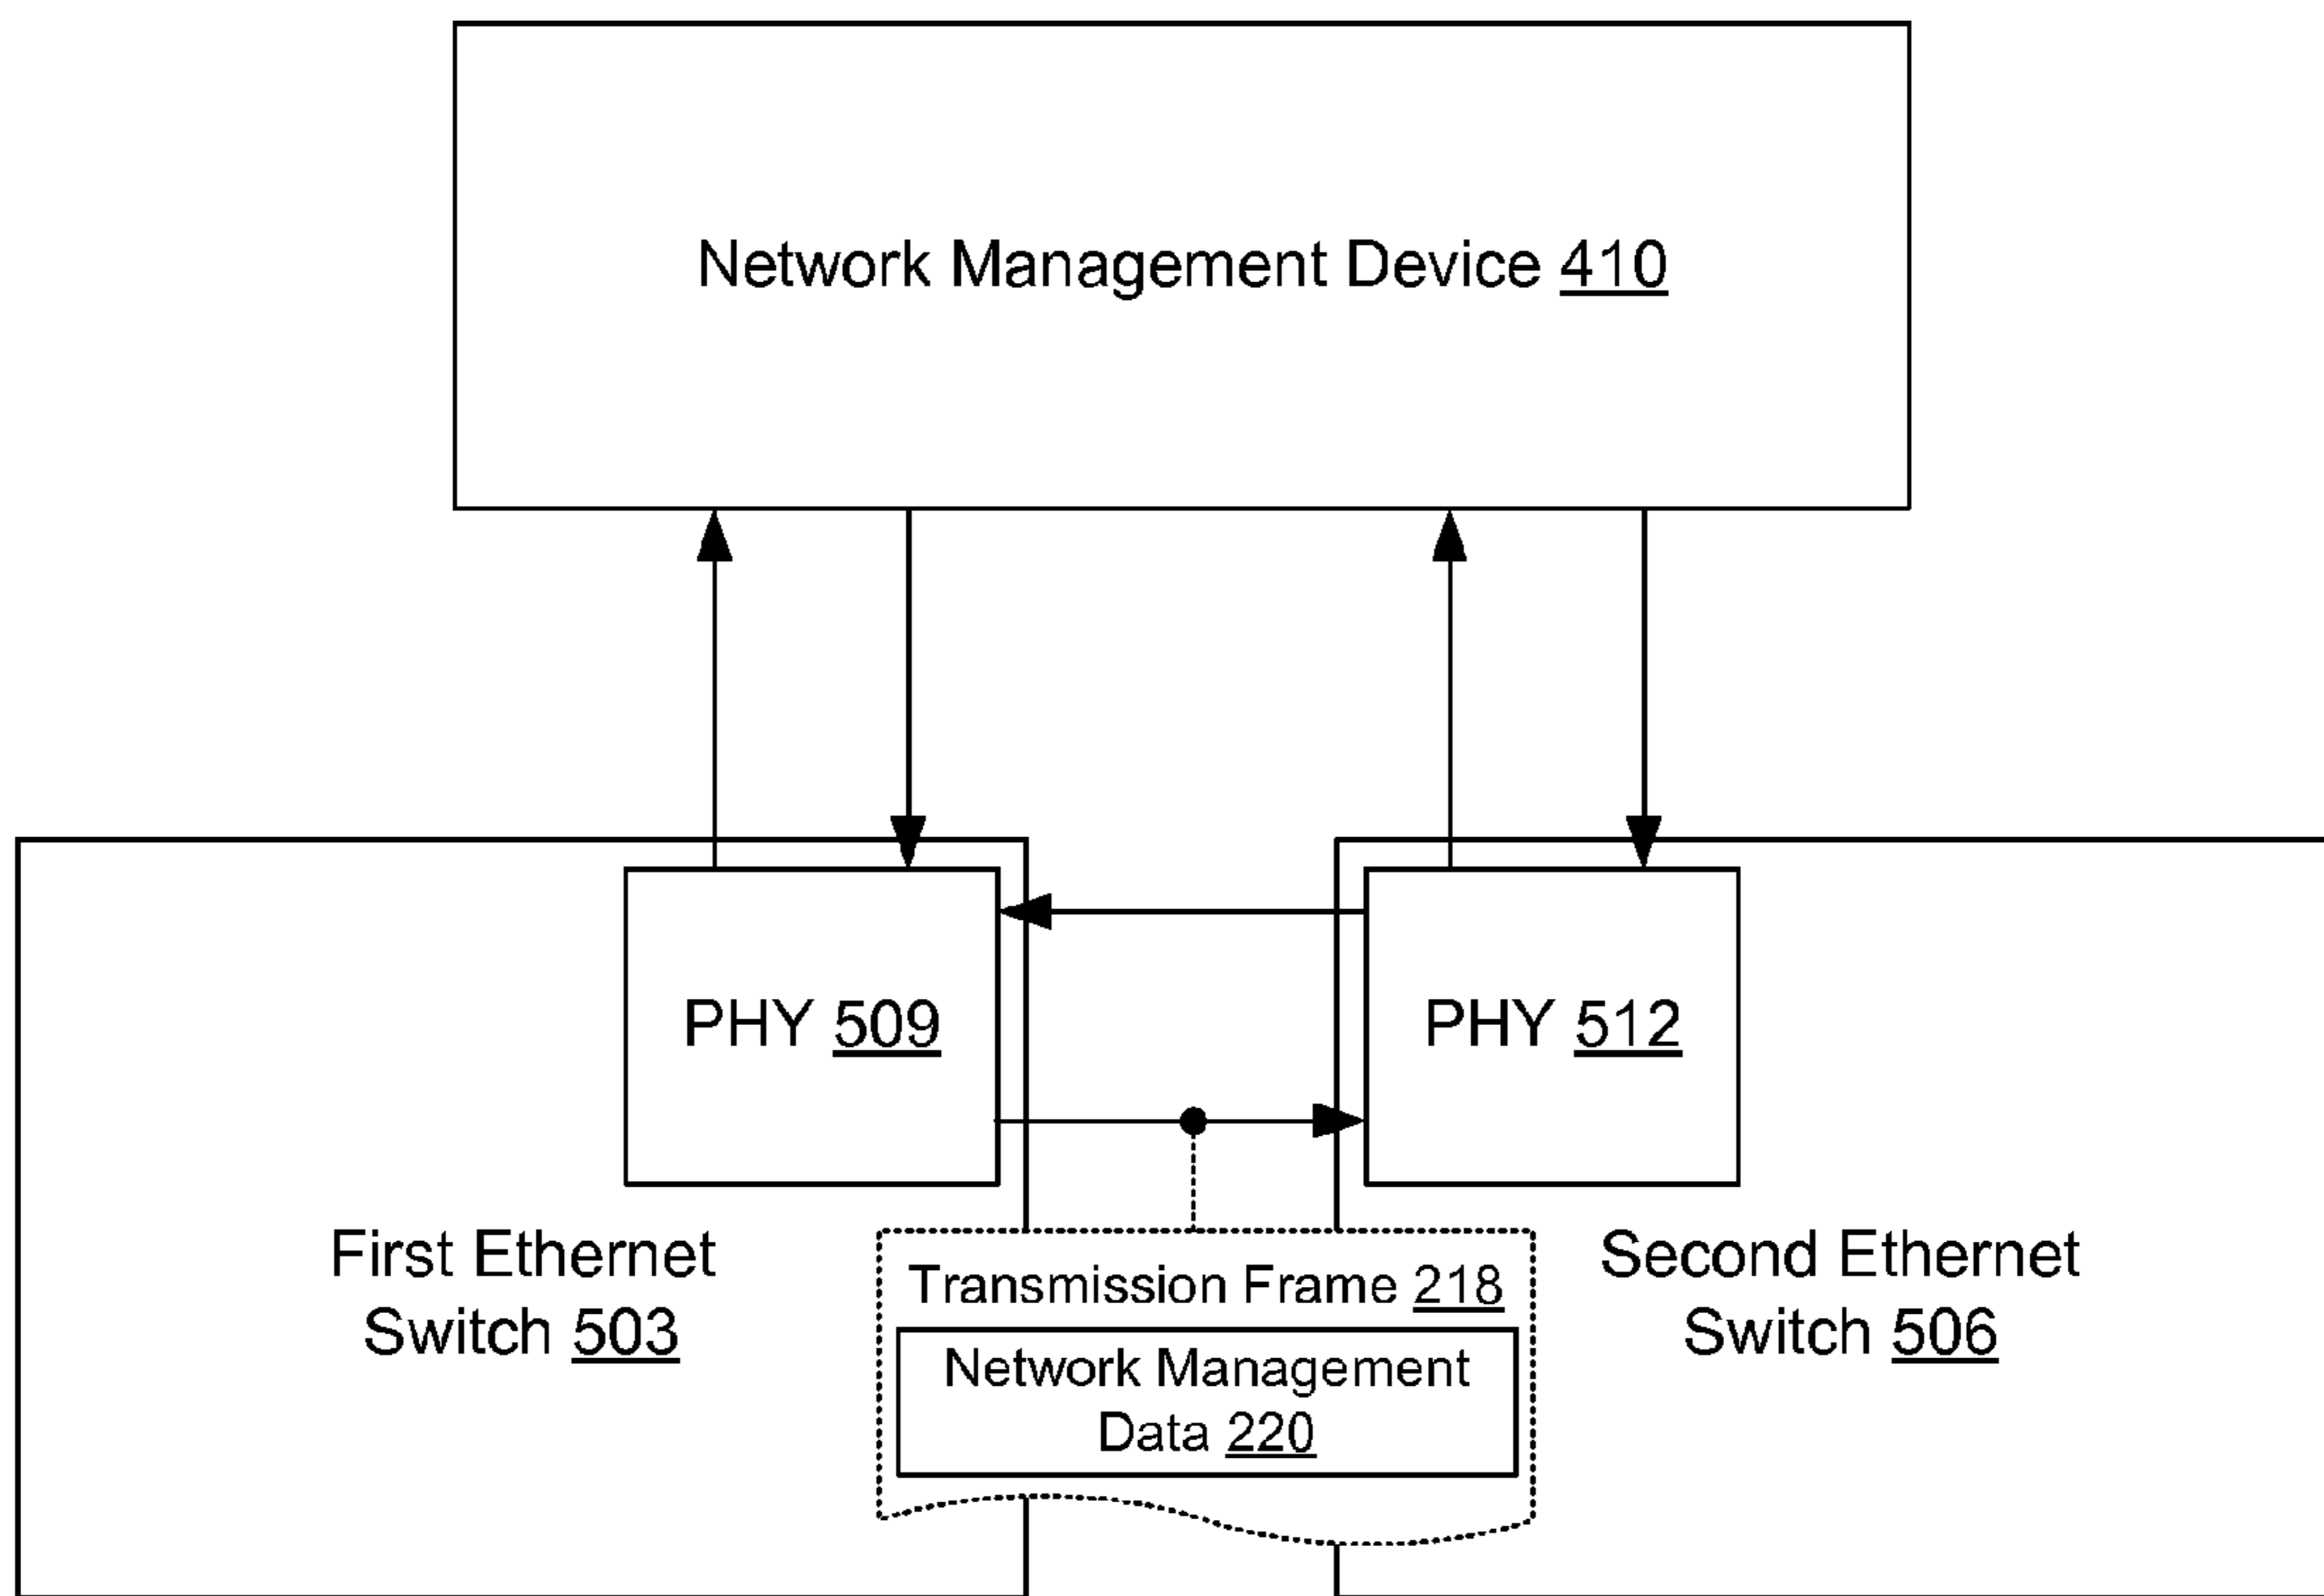 Network Management Device 410
PHY 509
PHY 512
First Ethernet
Switch 503
Transmission Frame 218
Network Management
Data 220
Second Ethernet
Switch 506